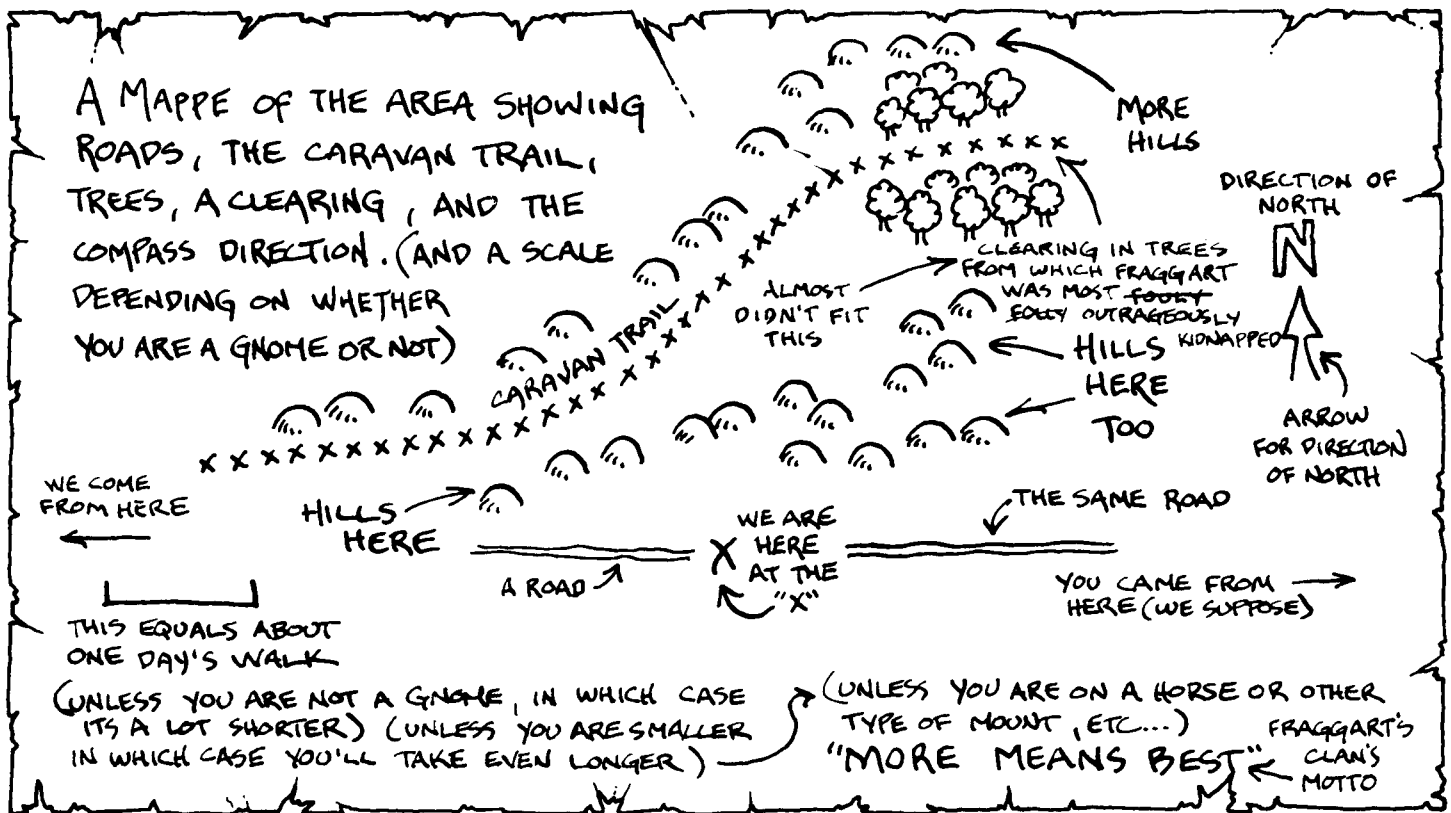 A MAPPE OF THE AREA SHOWING
ROADS, THE CARAVAN TRAIL,
TREES, A CLEARING, AND THE
COMPASS DIRECTION. (AND A SCALE
DEPENDING ON WHETHER
YOU ARE A GNOME OR NOT)
MORE
HILLS
DIRECTION OF
NORTH
N
CLEARING IN TREES
FROM WHICH FRAGGART
WAS MOST FOULY
FOLLY OUTRAGEOUSLY
KIDNAPPED
ALMOST
DIDN'T FIT
THIS
CARAVAN TRAIL
HILLS
HERE
TOO
ARROW
FOR DIRECTION
OF NORTH
WE COME
FROM HERE
HILLS
HERE
THE SAME ROAD
X
WE ARE
HERE
AT THE
"X"
A ROAD
YOU CAME FROM
HERE (WE SUPPOSE)
THIS EQUALS ABOUT
ONE DAY'S WALK
(UNLESS YOU ARE NOT A GNOME, IN WHICH CASE
ITS A LOT SHORTER) (UNLESS YOU ARE SMALLER
IN WHICH CASE YOU'LL TAKE EVEN LONGER)
(UNLESS YOU ARE ON A HORSE OR OTHER
TYPE OF MOUNT, ETC...)
"MORE MEANS BEST"
FRAGGART'S
CLAN'S
MOTTO